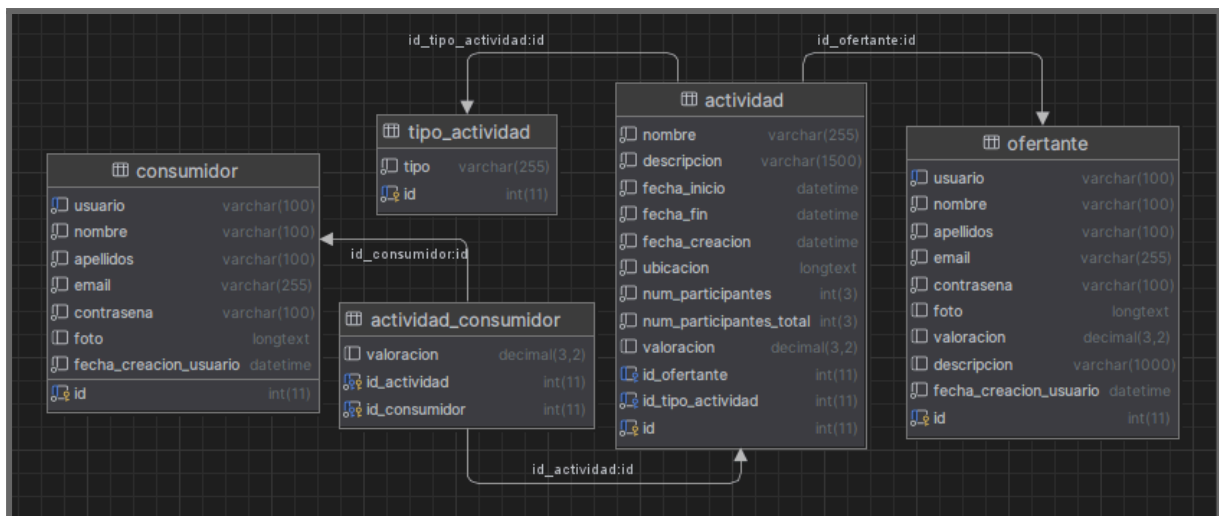 id_tipo_actividad:id
id_ofertante:id
actividad
nombre varchar(255)
descripcion varchar(1500)
fecha_inicio datetime
fecha_fin datetime
fecha_creacion datetime
ubicacion longtext
num_participantes int(3)
num_participantes_total int(3)
valoracion decimal(3,2)
id_ofertante int(11)
id_tipo_actividad int(11)
id int(11)
tipo_actividad
tipo varchar(255)
id int(11)
ofertante
usuario varchar(100)
nombre varchar(100)
apellidos varchar(100)
email varchar(255)
contrasena varchar(100)
foto longtext
valoracion decimal(3,2)
descripcion varchar(1000)
fecha_creacion_usuario datetime
id int(11)
consumidor
usuario varchar(100)
nombre varchar(100)
apellidos varchar(100)
email varchar(255)
contrasena varchar(100)
foto longtext
fecha_creacion_usuario datetime
id int(11)
id_consumidor:id
actividad_consumidor
valoracion decimal(3,2)
id_actividad int(11)
id_consumidor int(11)
id_actividad:id